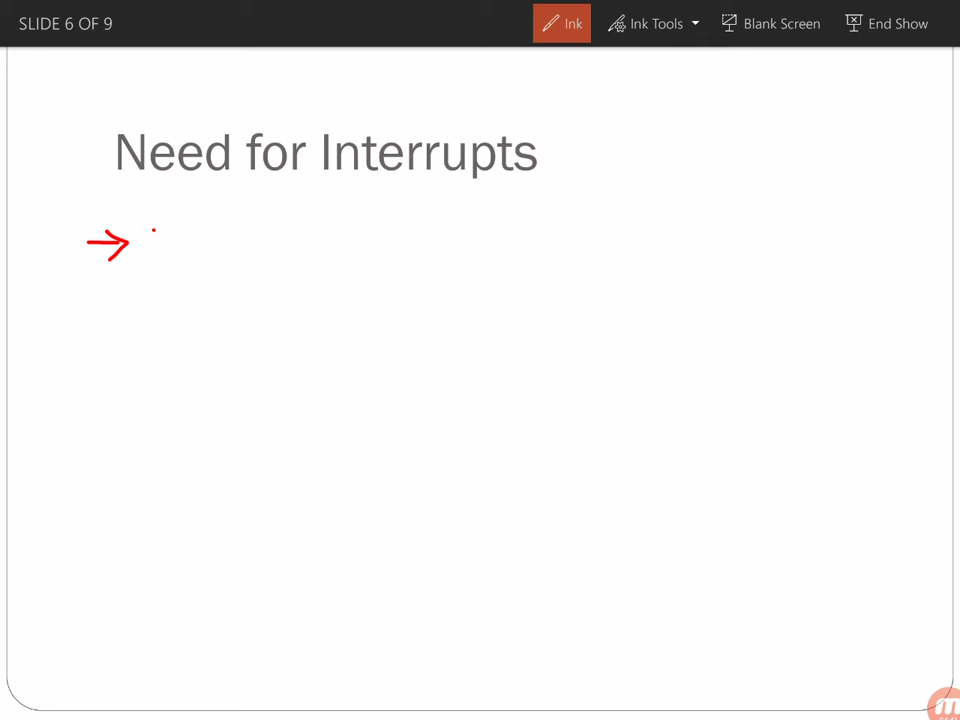 SLIDE 6 OF 9
Ink
Ink Tools
Blank Screen
End Show
Need for Interrupts